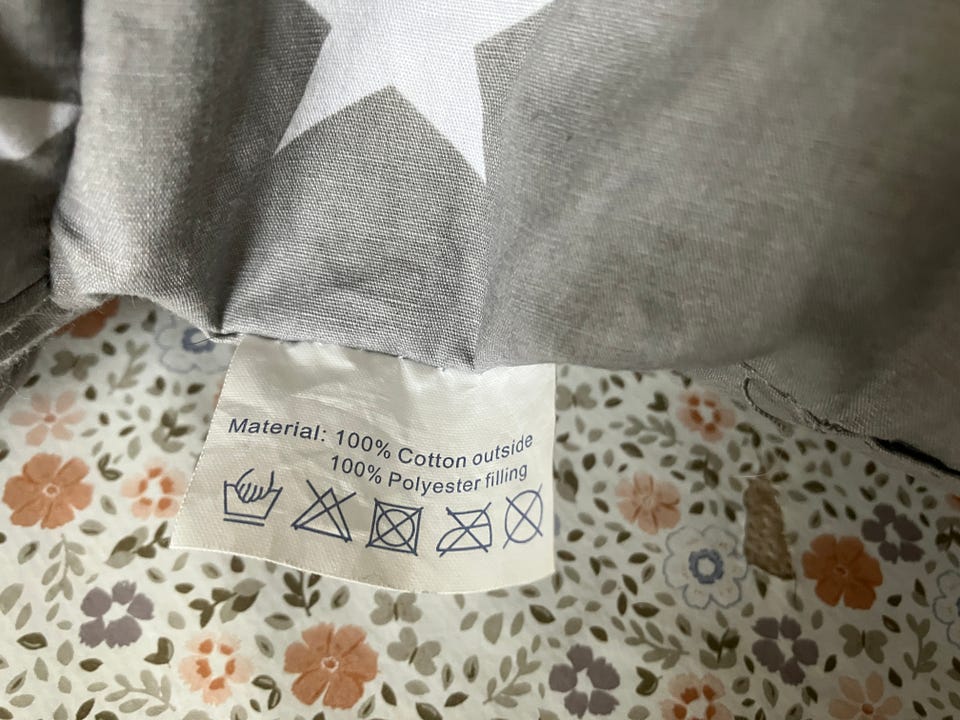 Material: 100% Cotton outside
100% Polyester filling